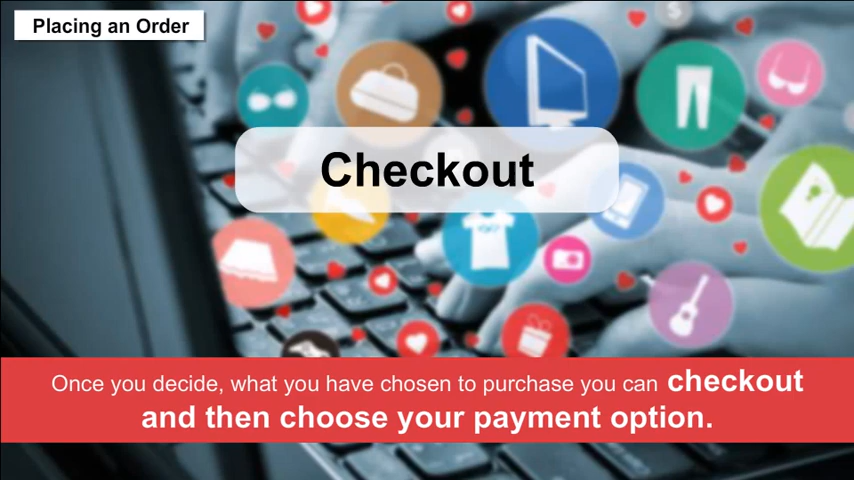 Placing an Order
Checkout
Once you decide, what you have chosen to purchase you can checkout
and then choose your payment option.